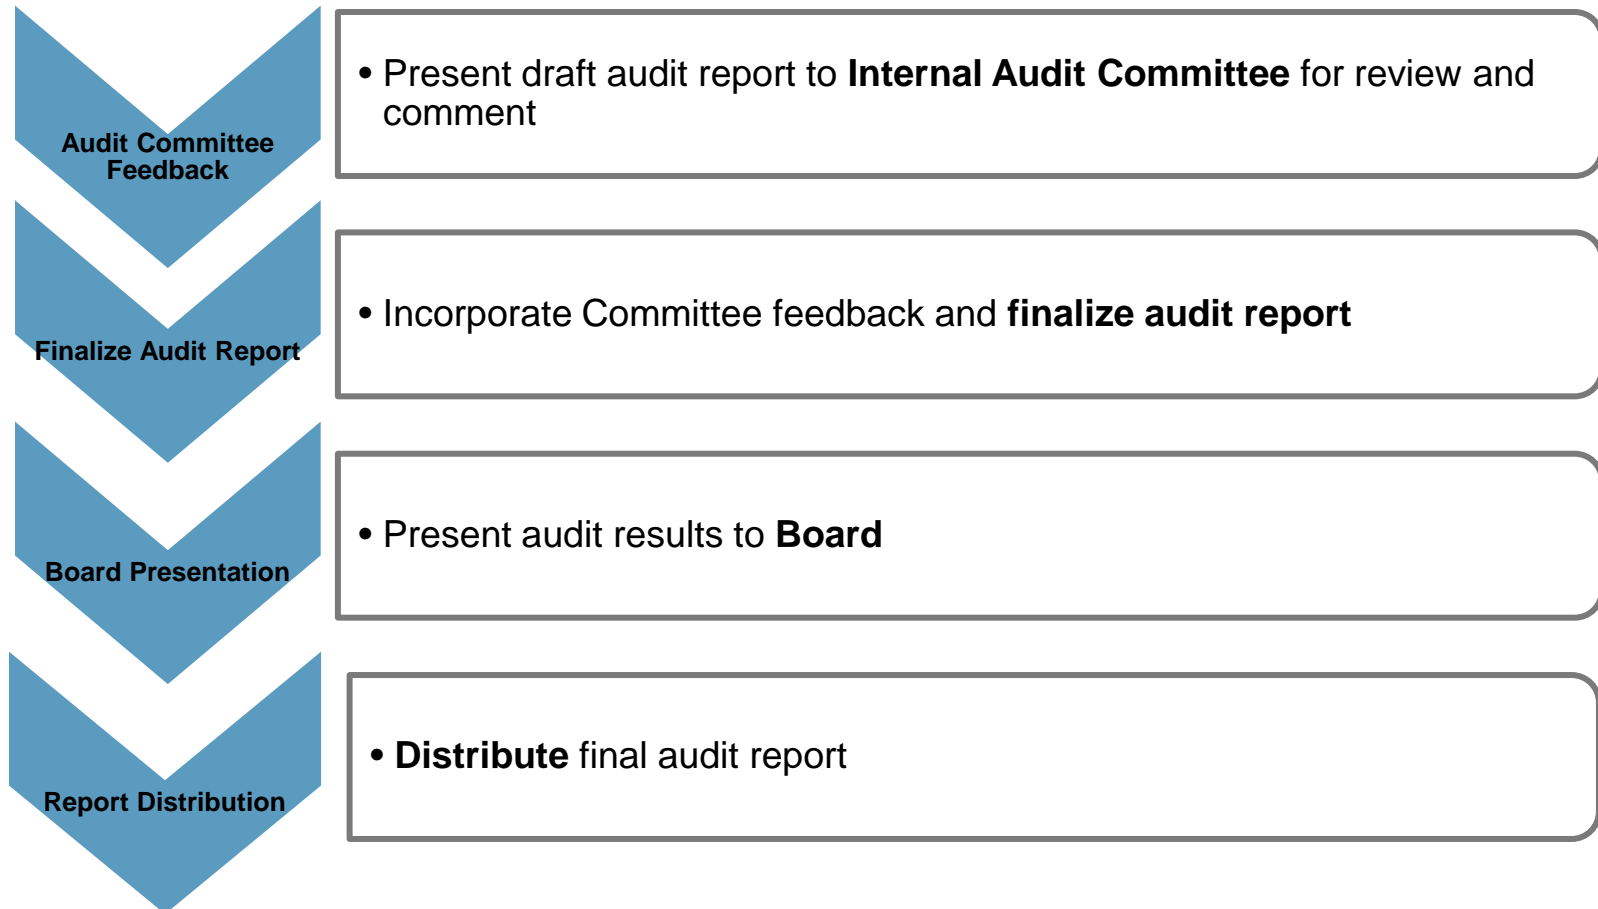 Audit Committee
Feedback
• Present draft audit report to Internal Audit Committee for review and
comment
Finalize Audit Report
• Incorporate Committee feedback and finalize audit report
Board Presentation
• Present audit results to Board
Report Distribution
• Distribute final audit report